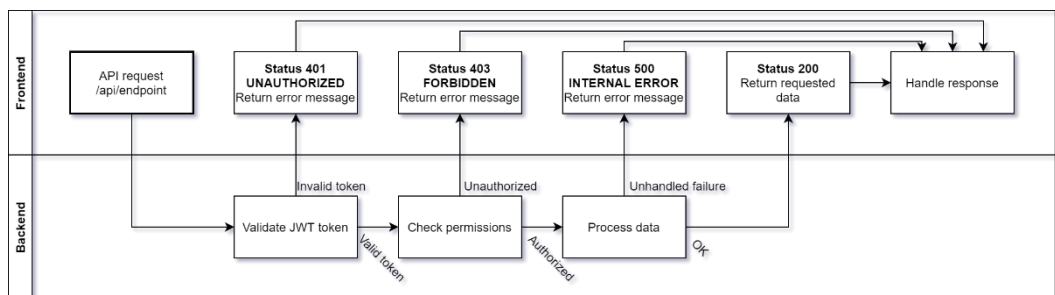 Frontend
API request
/api/endpoint
Status 401
UNAUTHORIZED
Return error message
Status 403
FORBIDDEN
Return error message
Status 500
INTERNAL ERROR
Return error message
Status 200
Return requested
data
Handle response
Backend
Invalid token
Unauthorized
Unhandled failure
Validate JWT token
Valid token
Check permissions
Authorized
Process data
OK